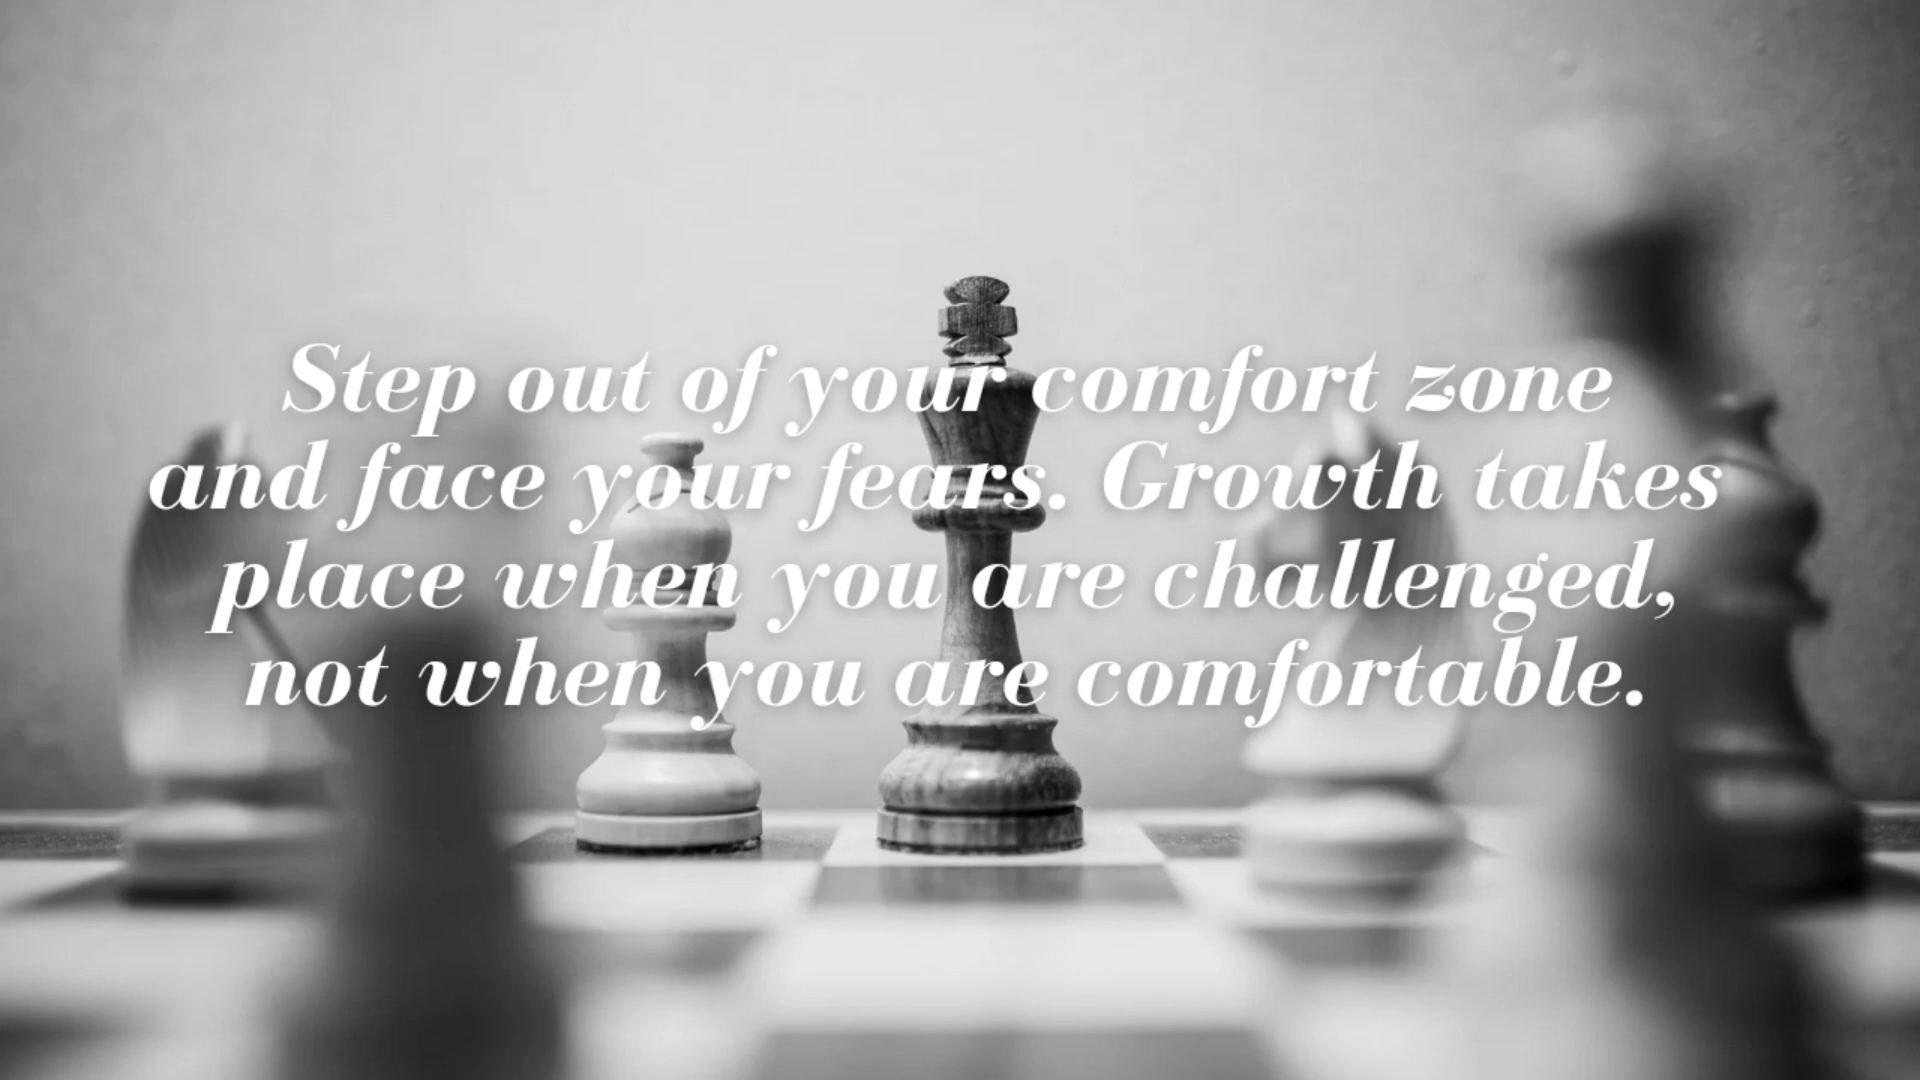 Step out of your comfort zone
and face your fears. Growth takes
place when you are challenged,
not when you are comfortable.